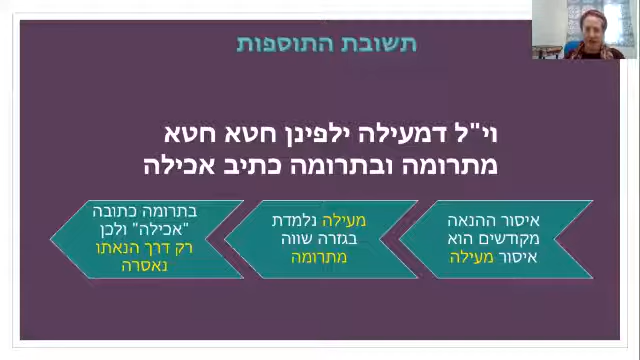 תשובת התוספות
וי"ל דמעילה ילפינן חטא חטא
מתרומה ובתרומה כתיב אכילה
איסור ההנאה
מקודשים הוא
איסור מעילה
מעילה נלמדת
בגזרה שווה
מתרומה
בתרומה כתובה
"אכילה" ולכן
רק דרך הנאתו
נאסרה